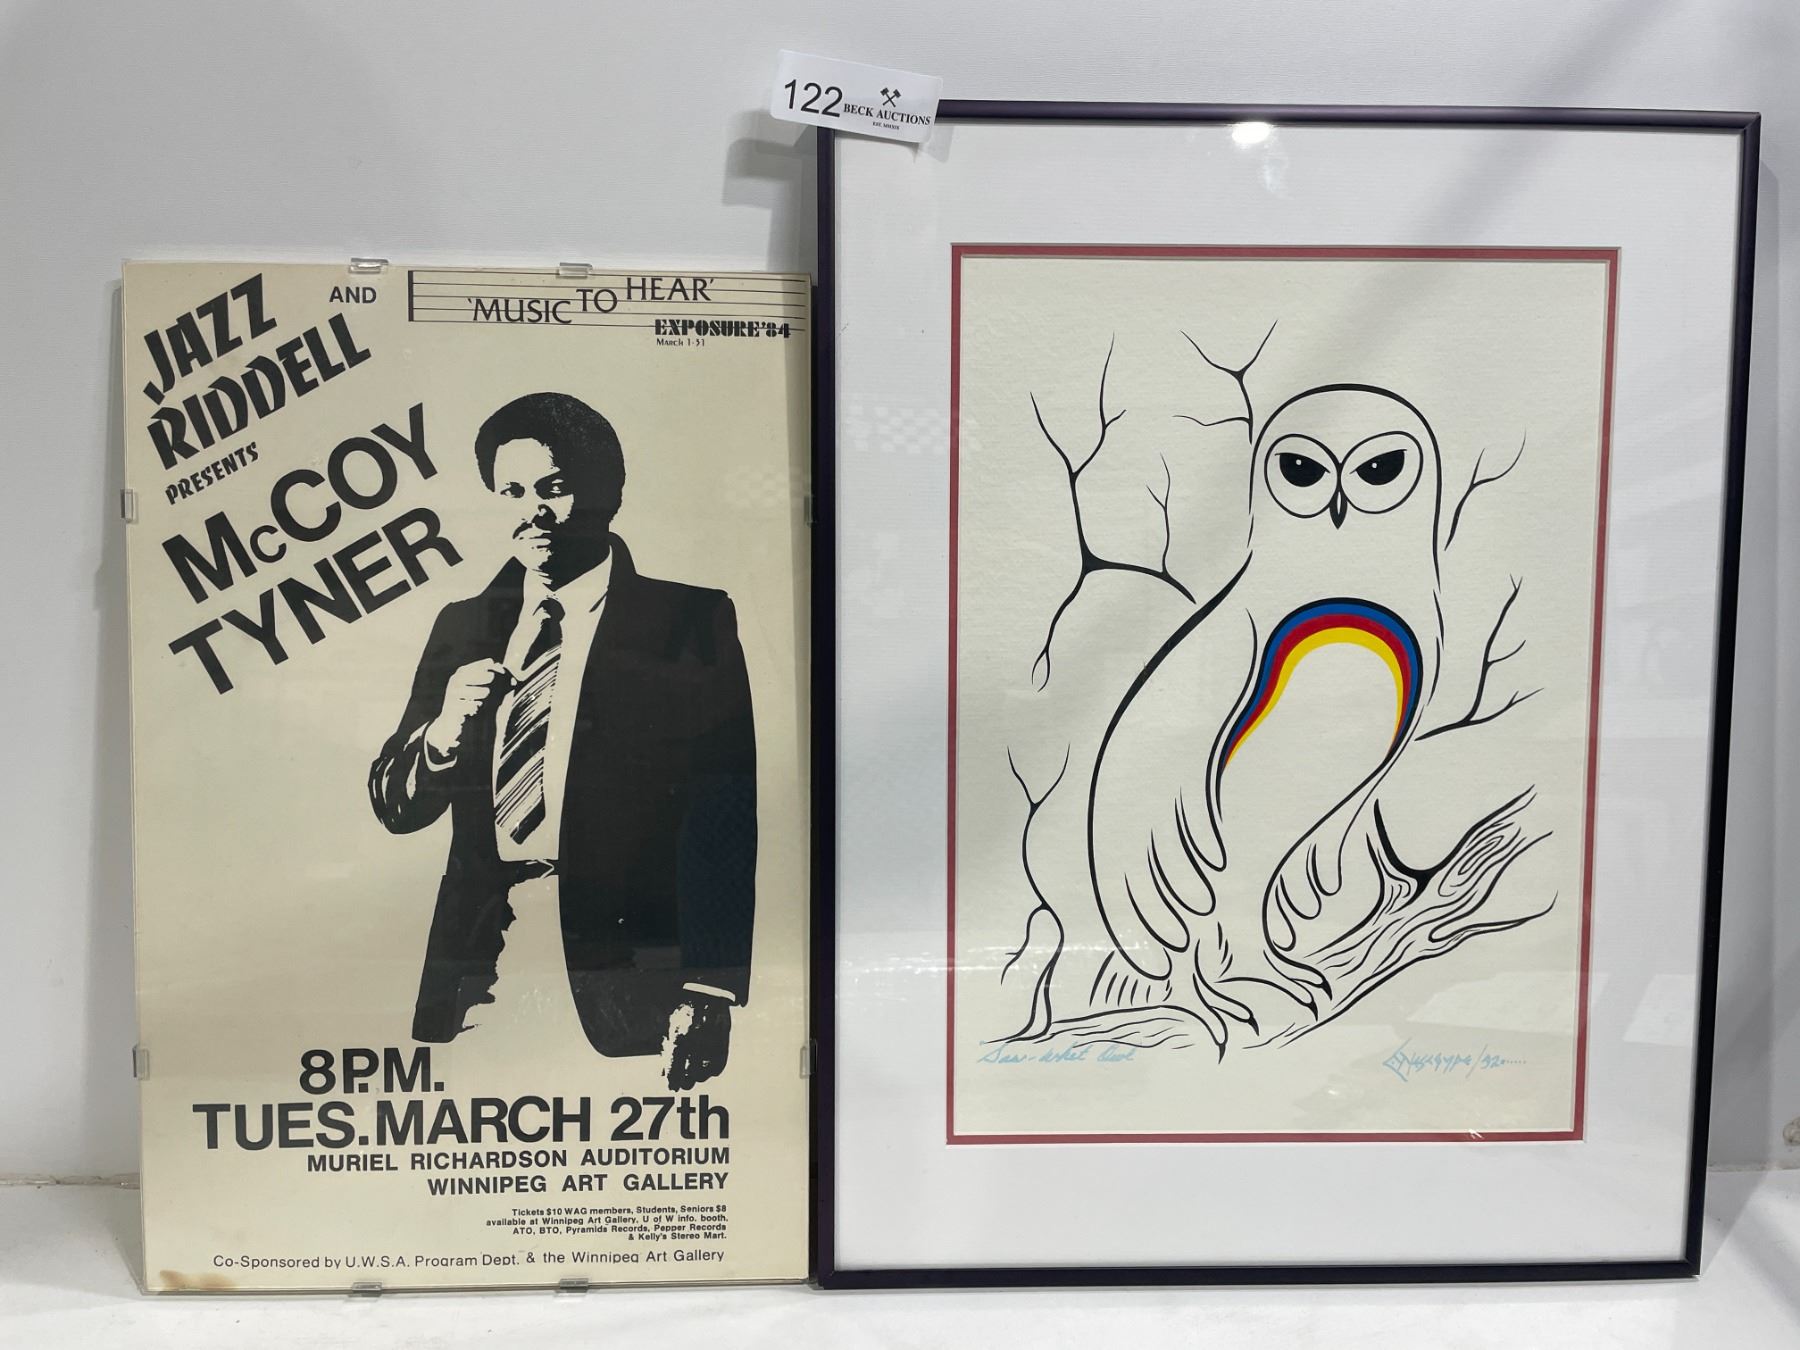 122
BECK AUCTIONS
EST. MMXIX
JAZZ
AND
RIDDELL
PRESENTS
'MUSIC TO HEAR'
EXPOSURE'84
March 1-31
McCOY
TYNER
8P.M.
TUES.MARCH 27th
MURIEL RICHARDSON AUDITORIUM
WINNIPEG ART GALLERY
Tickets $10 WAG members, Students, Seniors $8
available at Winnipeg Art Gallery, U of W info. booth,
ATO, BTO, Pyramids Records, Pepper Records
& Kelly's Stereo Mart.
Co-Sponsored by U.W.S.A. Program Dept. & the Winnipeg Art Gallery
Owl